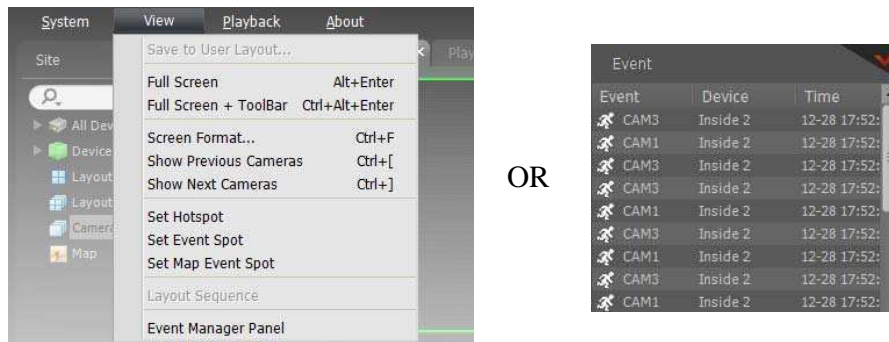 System View Playback About
Site
Save to User Layout...
Play
Full Screen Alt+Enter
Full Screen + ToolBar Ctrl+Alt+Enter
All Dev
Screen Format... Ctrl+F
Device
Show Previous Cameras Ctrl+[
Layout
Show Next Cameras Ctrl+]
Layout
Set Hotspot
Camera
Set Event Spot
Map
Set Map Event Spot
Layout Sequence
Event Manager Panel
OR
Event
Event Device Time
CAM3 Inside 2 12-28 17:52:
CAM1 Inside 2 12-28 17:52:
CAM3 Inside 2 12-28 17:52:
CAM3 Inside 2 12-28 17:52:
CAM1 Inside 2 12-28 17:52:
CAM3 Inside 2 12-28 17:52:
CAM1 Inside 2 12-28 17:52:
CAM3 Inside 2 12-28 17:52:
CAM1 Inside 2 12-28 17:52: